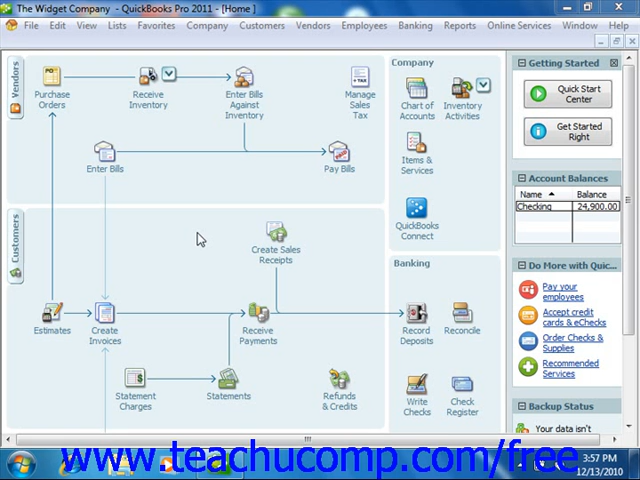 The Widget Company - QuickBooks Pro 2011 - [Home ]
File Edit View Lists Favorites Company Customers Vendors Employees Banking Reports Online Services Window Help
Vendors
Purchase
Orders
Receive
Inventory
Enter Bills
Against
Inventory
+ TAX
Manage
Sales
Tax
Enter Bills
Pay Bills
Customers
Create Sales
Receipts
Estimates
Create
Invoices
Receive
Payments
Statement
Charges
Statements
Refunds
& Credits
Company
Chart of
Accounts
Inventory
Activities
Items &
Services
QuickBooks
Connect
Banking
Record
Deposits
Reconcile
Write
Checks
Check
Register
Getting Started
Quick Start
Center
Get Started
Right
Account Balances
Name Balance
Checking 24,900.00
Do More with Quic...
Pay your
employees
Accept credit
cards & eChecks
Order Checks &
Supplies
Recommended
Services
Backup Status
Your data isn't
www.teachucomp.com/free
3:57 PM
12/13/2010